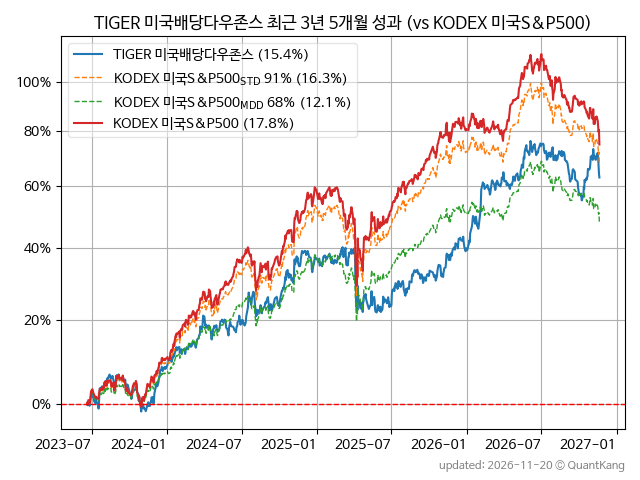 TIGER 미국배당다우존스 최근 3년 5개월 성과 (vs KODEX 미국S&P500)
TIGER 미국배당다우존스 (15.4%)
KODEX 미국S&P500STD 91% (16.3%)
KODEX 미국S&P500MDD 68% (12.1%)
KODEX 미국S&P500 (17.8%)
100%
80%
60%
40%
20%
0%
2023-07 2024-01 2024-07 2025-01 2025-07 2026-01 2026-07 2027-01
updated: 2026-11-20 © QuantKang